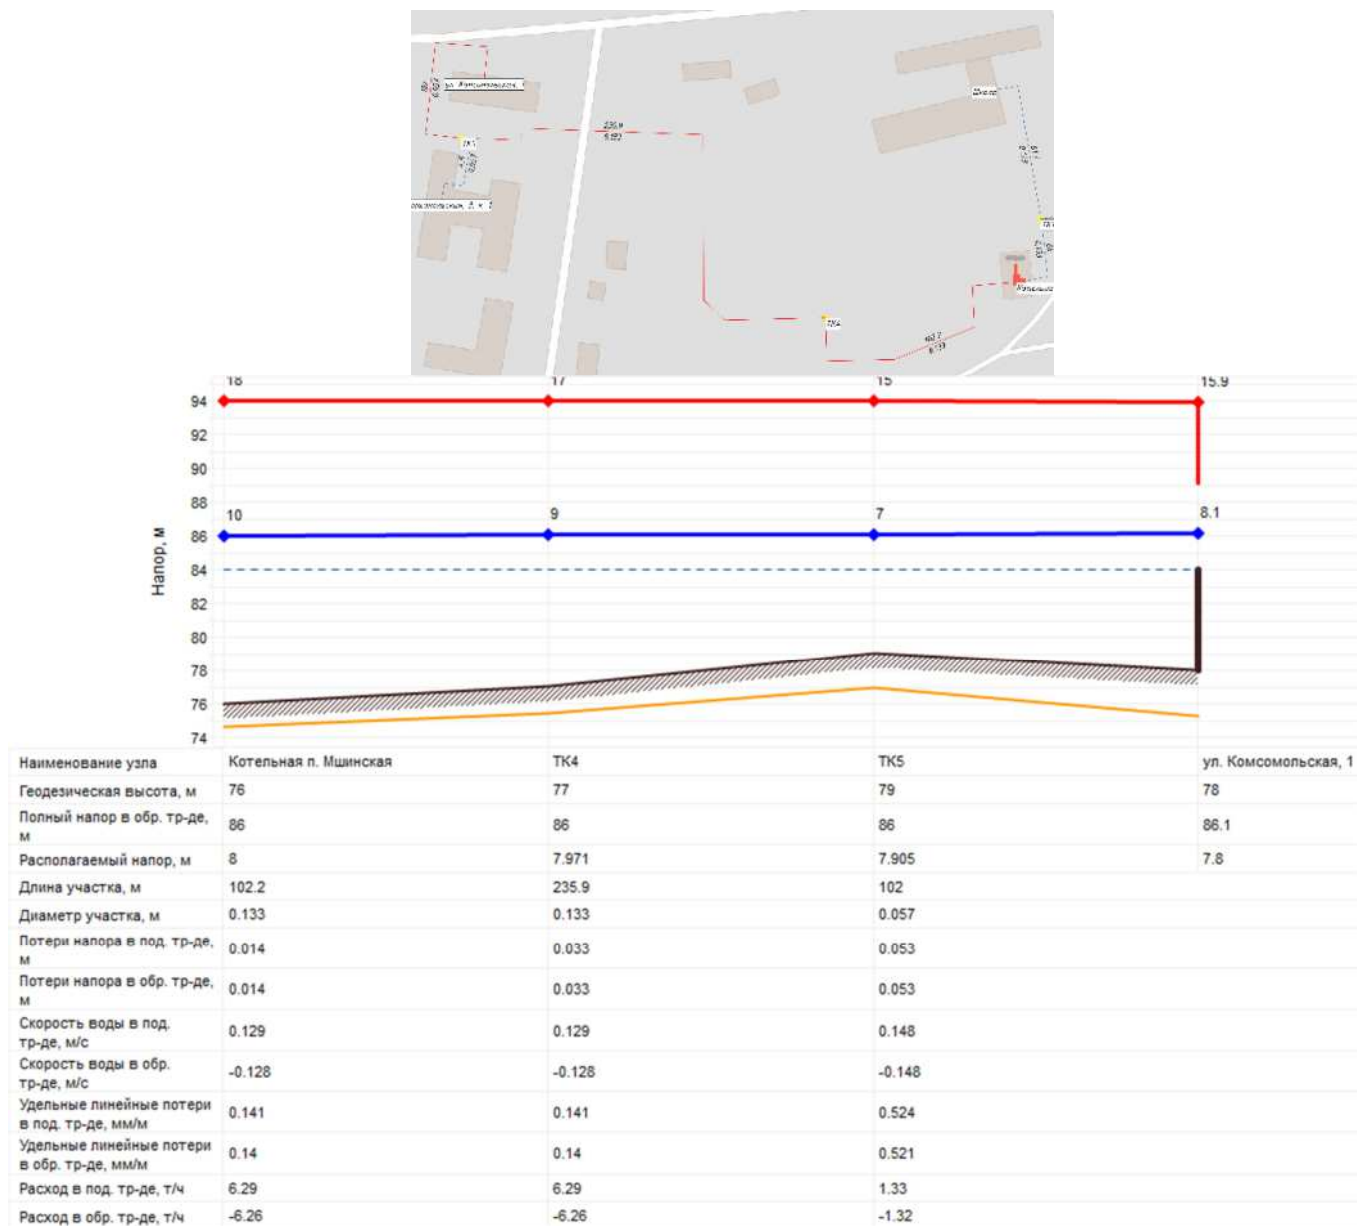 ул. Комсомольская, 1
235.9
0.133
ТК5
Школа
ТК4
102.2
0.133
18
17
15
15.9
94
92
90
88
10
9
7
8.1
86
84
82
80
78
76
74
Напор, м
Наименование узла Котельная п. Мшинская ТК4 ТК5 ул. Комсомольская, 1
Геодезическая высота, м 76 77 79 78
Полный напор в обр. тр-де,
м 86 86 86 86.1
Располагаемый напор, м 8 7.971 7.905 7.8
Длина участка, м 102.2 235.9 102
Диаметр участка, м 0.133 0.133 0.057
Потери напора в под. тр-де,
м 0.014 0.033 0.053
Потери напора в обр. тр-де,
м 0.014 0.033 0.053
Скорость воды в под.
тр-де, м/с 0.129 0.129 0.148
Скорость воды в обр.
тр-де, м/с -0.128 -0.128 -0.148
Удельные линейные потери
в под. тр-де, мм/м 0.141 0.141 0.524
Удельные линейные потери
в обр. тр-де, мм/м 0.14 0.14 0.521
Расход в под. тр-де, т/ч 6.29 6.29 1.33
Расход в обр. тр-де, т/ч -6.26 -6.26 -1.32